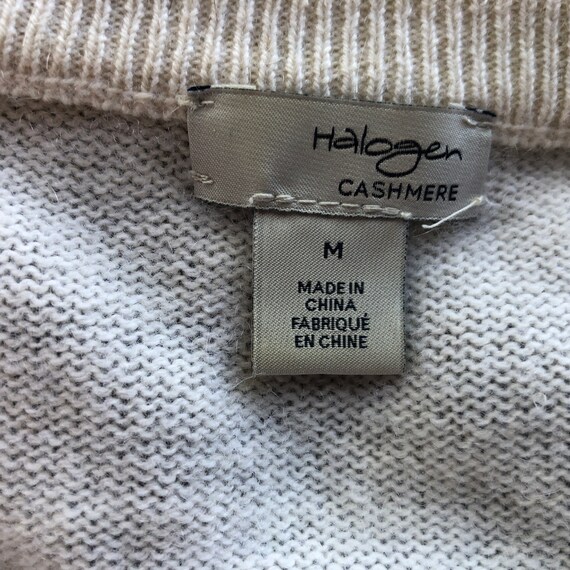 Halogen
CASHMERE
M
MADE IN
CHINA
FABRIQUÉ
EN CHINE